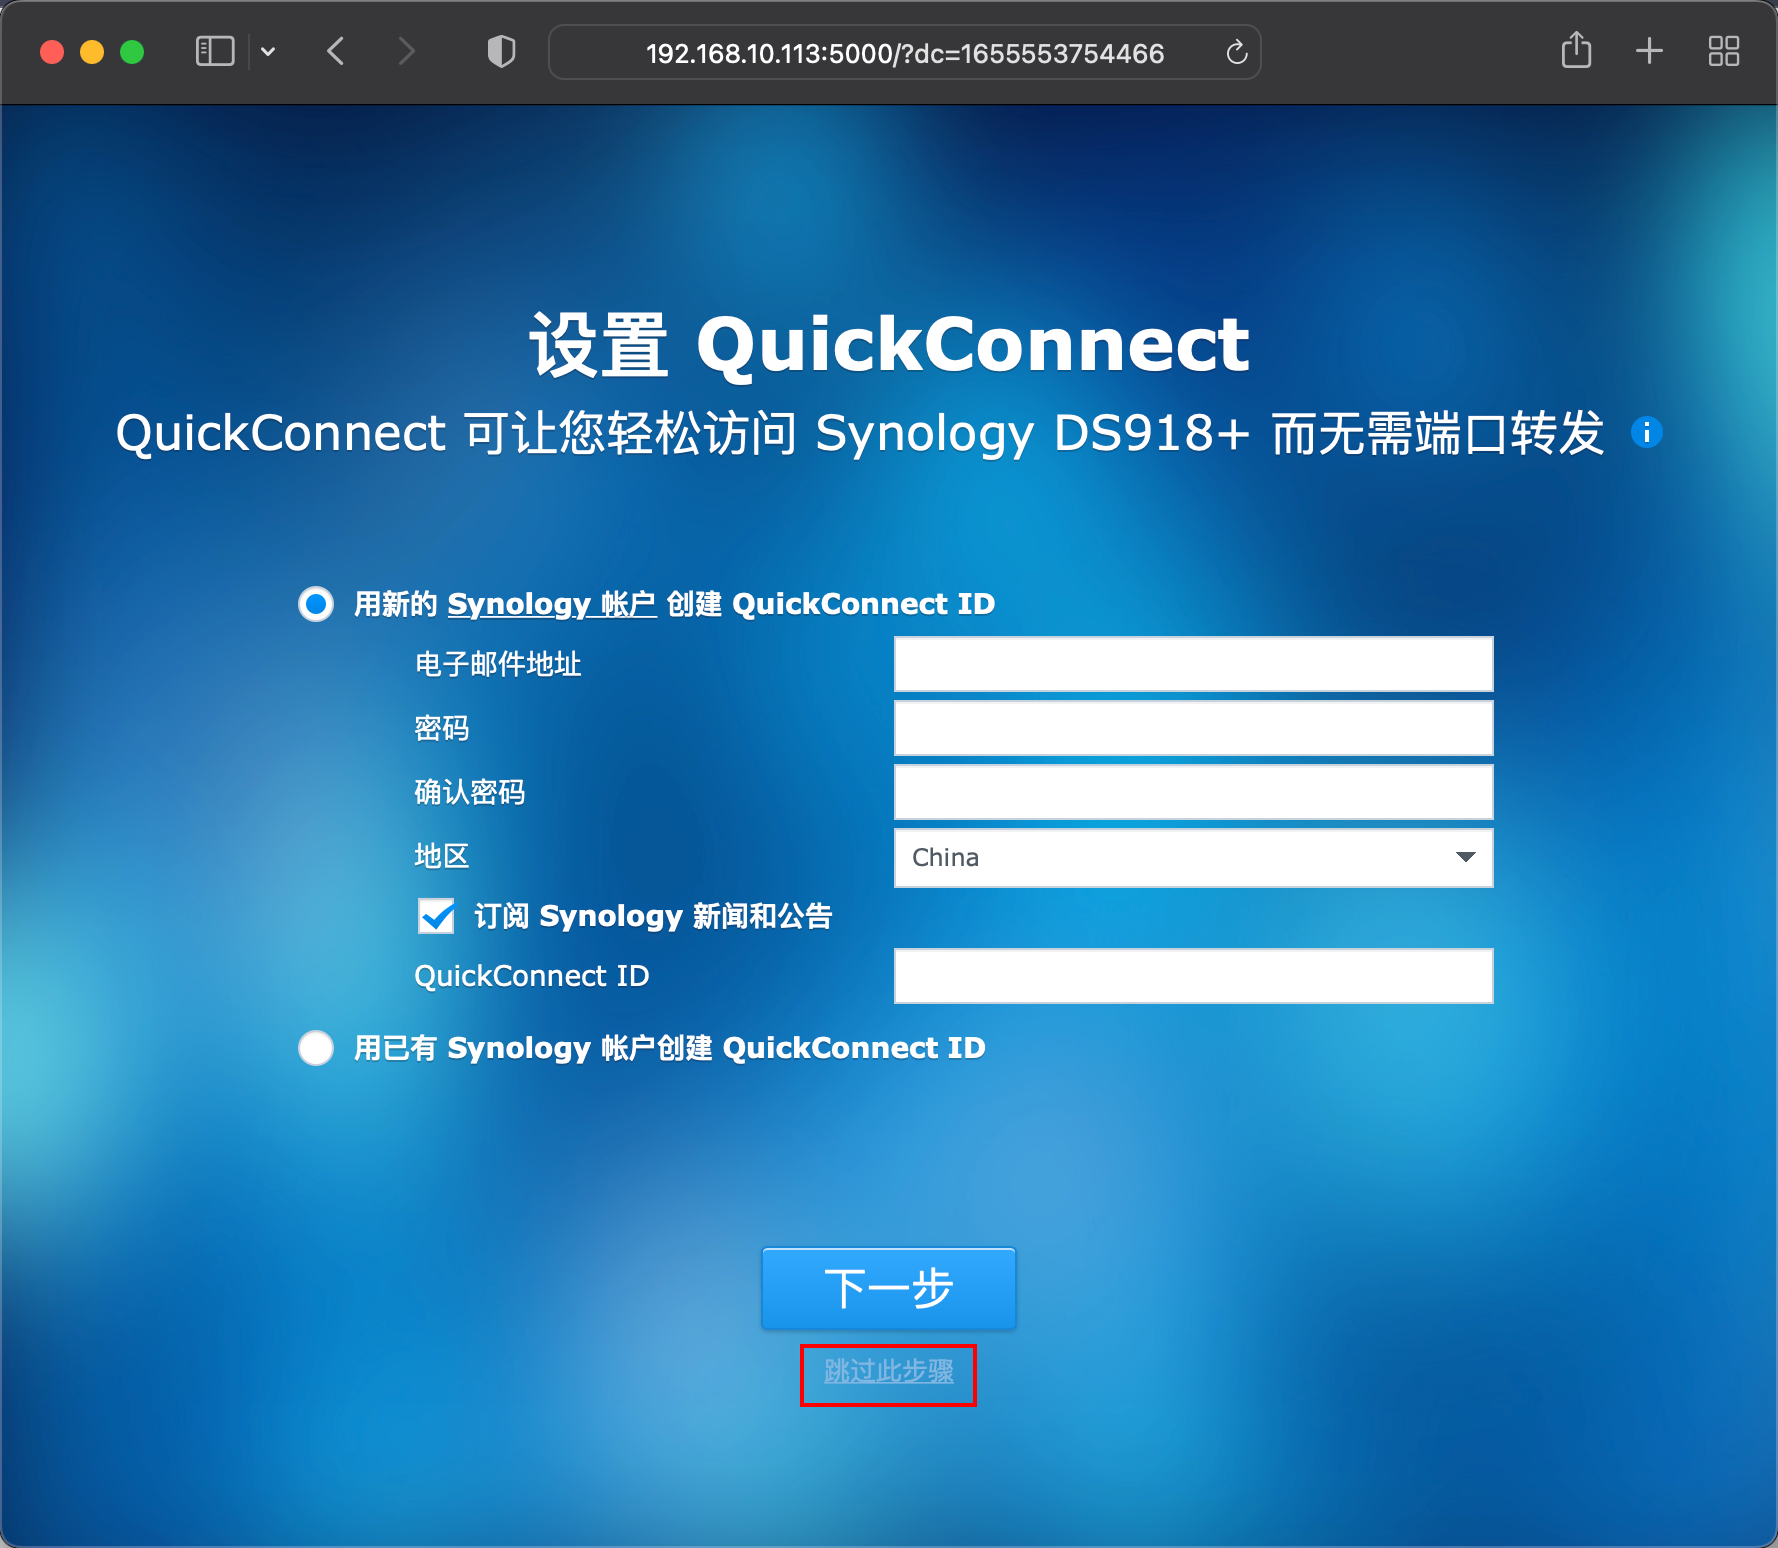 192.168.10.113:5000/?dc=1655553754466
设置 QuickConnect
QuickConnect 可让您轻松访问 Synology DS918+ 而无需端口转发
用新的 Synology 帐户 创建 QuickConnect ID
电子邮件地址
密码
确认密码
地区
China
订阅 Synology 新闻和公告
QuickConnect ID
用已有 Synology 帐户创建 QuickConnect ID
下一步
跳过此步骤